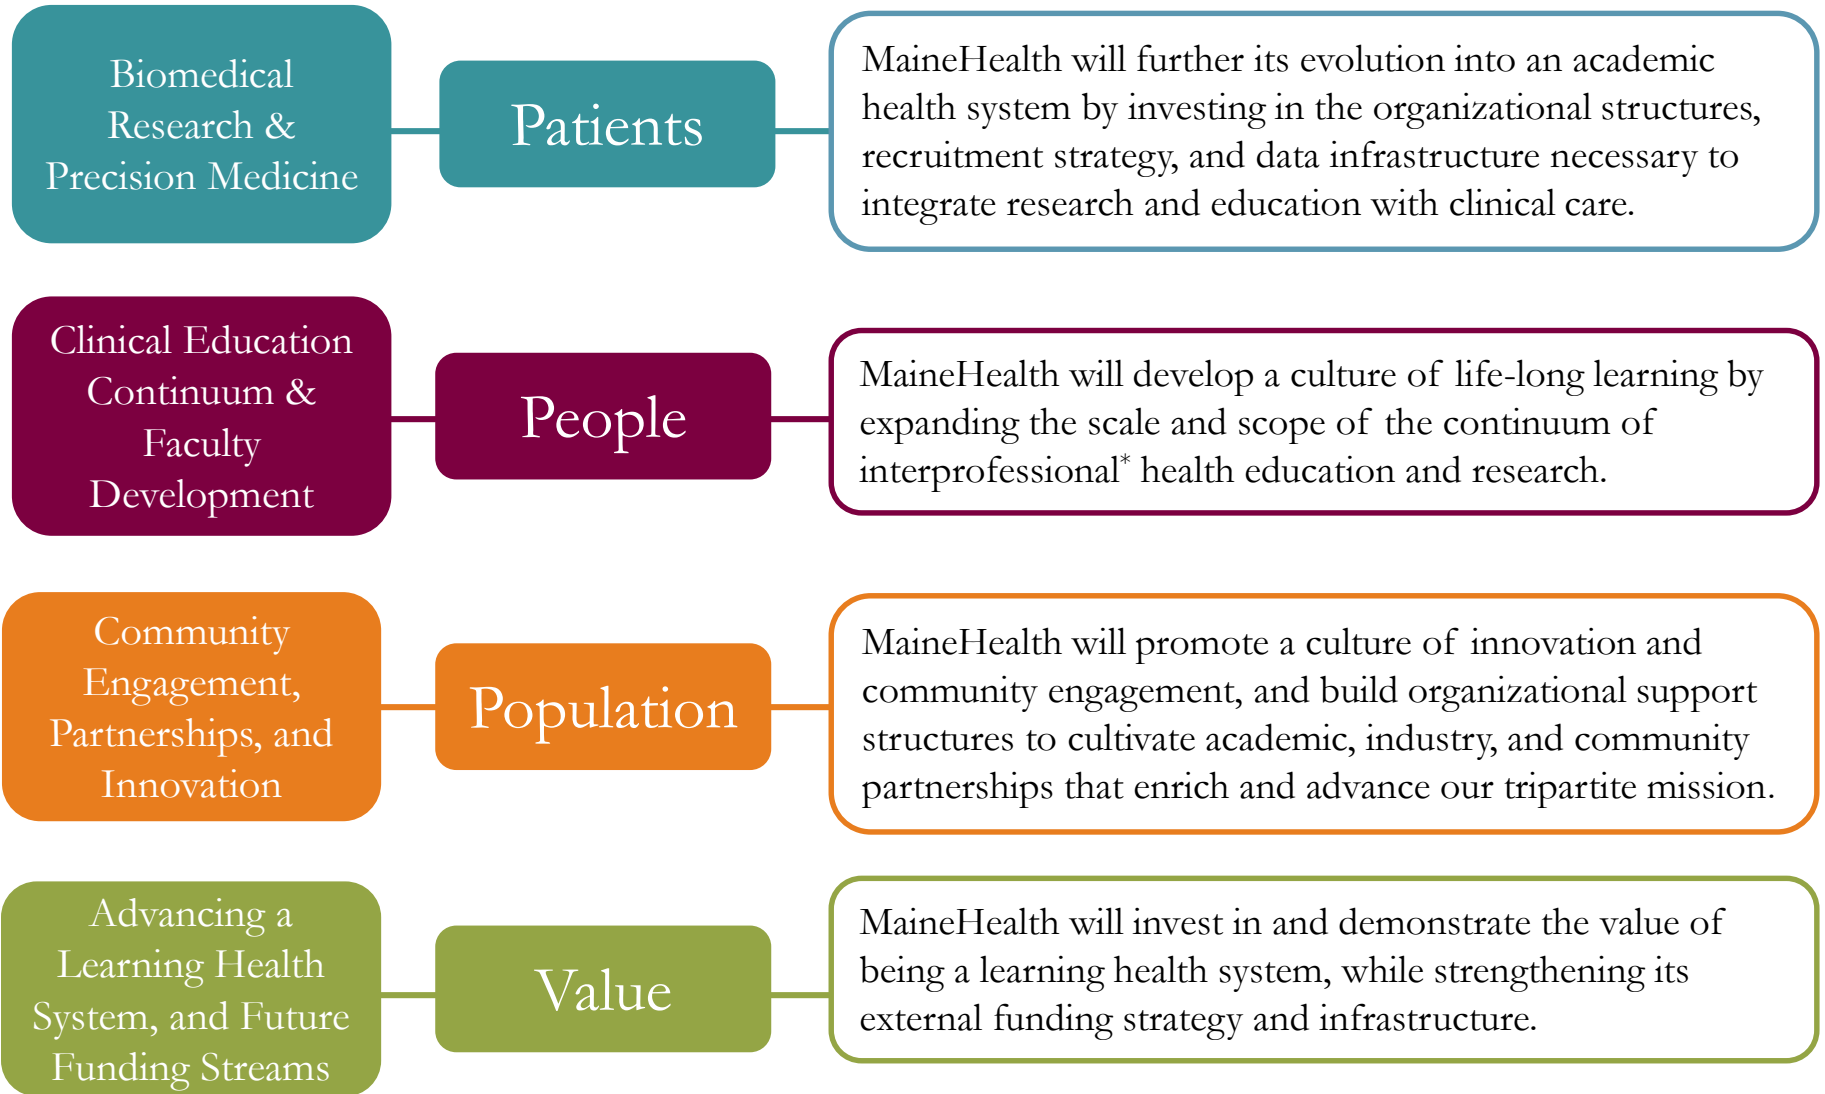 Biomedical
Research &
Precision Medicine
Patients
MaineHealth will further its evolution into an academic
health system by investing in the organizational structures,
recruitment strategy, and data infrastructure necessary to
integrate research and education with clinical care.
Clinical Education
Continuum &
Faculty
Development
People
MaineHealth will develop a culture of life-long learning by
expanding the scale and scope of the continuum of
interprofessional* health education and research.
Community
Engagement,
Partnerships, and
Innovation
Population
MaineHealth will promote a culture of innovation and
community engagement, and build organizational support
structures to cultivate academic, industry, and community
partnerships that enrich and advance our tripartite mission.
Advancing a
Learning Health
System, and Future
Funding Streams
Value
MaineHealth will invest in and demonstrate the value of
being a learning health system, while strengthening its
external funding strategy and infrastructure.